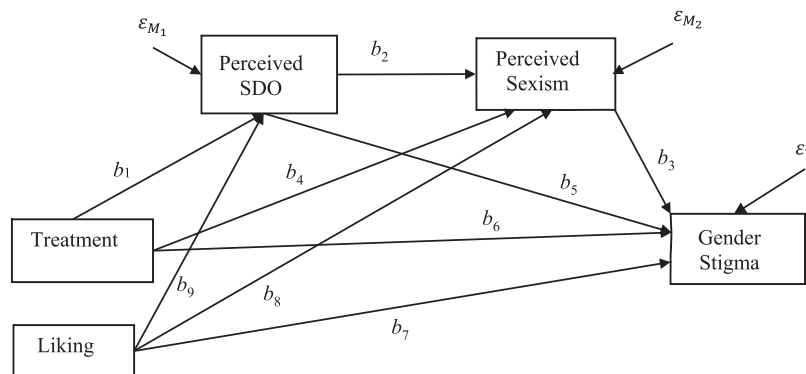 ε_{M_1}
ε_{M_2}
Perceived
SDO
b_2
Perceived
Sexism
b_1
b_4
b_5
b_3
ε
Treatment
b_6
Gender
Stigma
b_9
b_8
b_7
Liking